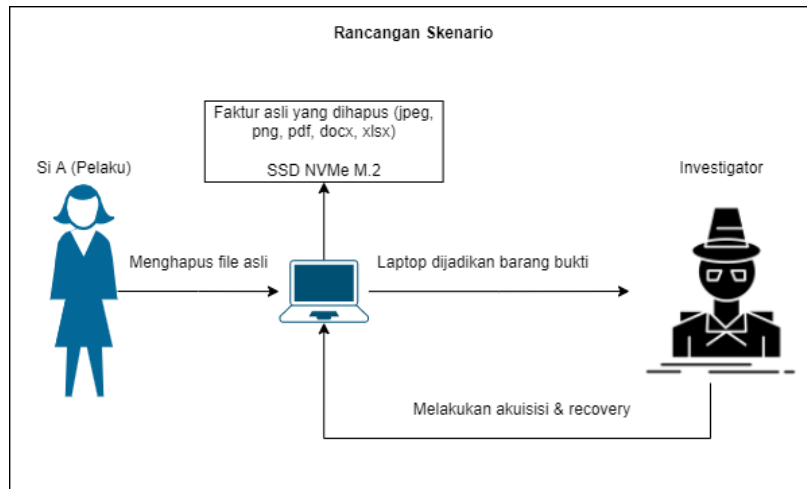 Rancangan Skenario
Faktur asli yang dihapus (jpeg,
png, pdf, docx, xlsx)
SSD NVMe M.2
Si A (Pelaku)
Investigator
Menghapus file asli
Laptop dijadikan barang bukti
Melakukan akuisisi & recovery